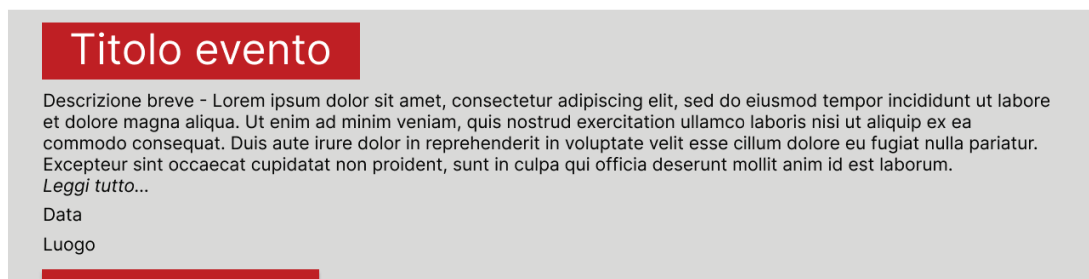 Titolo evento
Descrizione breve - Lorem ipsum dolor sit amet, consectetur adipiscing elit, sed do eiusmod tempor incididunt ut labore
et dolore magna aliqua. Ut enim ad minim veniam, quis nostrud exercitation ullamco laboris nisi ut aliquip ex ea
commodo consequat. Duis aute irure dolor in reprehenderit in voluptate velit esse cillum dolore eu fugiat nulla pariatur.
Excepteur sint occaecat cupidatat non proident, sunt in culpa qui officia deserunt mollit anim id est laborum.
Leggi tutto...
Data
Luogo